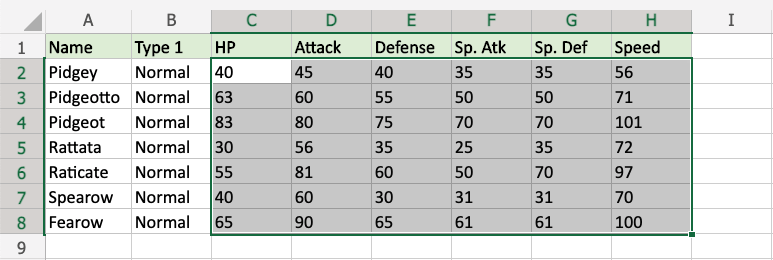 A B C D E F G H I
1 Name Type 1 HP Attack Defense Sp. Atk Sp. Def Speed
2 Pidgey Normal 40 45 40 35 35 56
3 Pidgeotto Normal 63 60 55 50 50 71
4 Pidgeot Normal 83 80 75 70 70 101
5 Rattata Normal 30 56 35 25 35 72
6 Raticate Normal 55 81 60 50 70 97
7 Spearow Normal 40 60 30 31 31 70
8 Fearow Normal 65 90 65 61 61 100
9